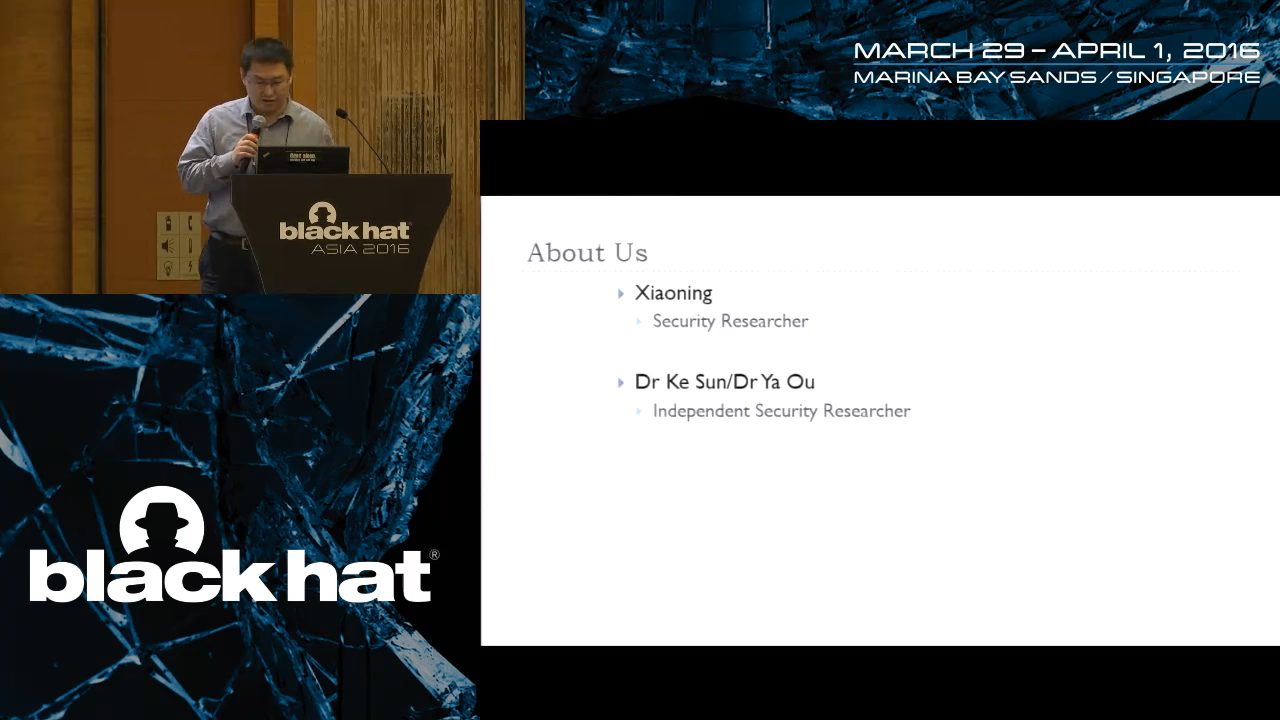 MARCH 29 – APRIL 1, 2016
MARINA BAY SANDS / SINGAPORE
black hat
ASIA 2016
About Us
Xiaoning
Security Researcher
Dr Ke Sun/Dr Ya Ou
Independent Security Researcher
black hat®